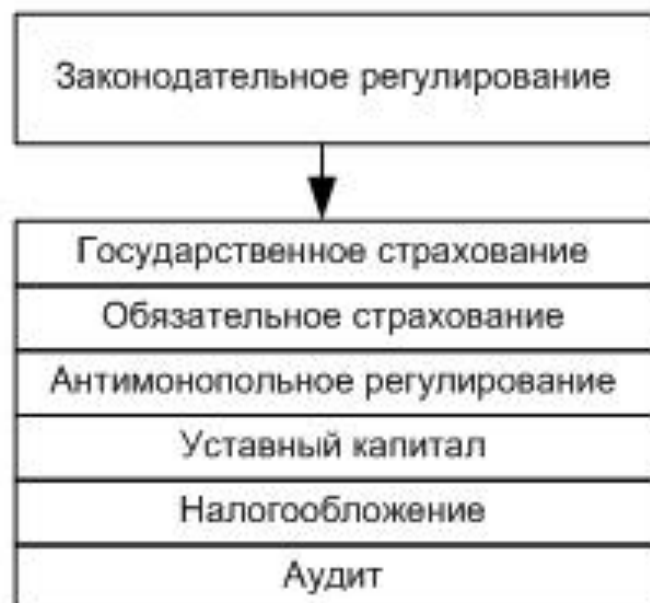 Законодательное регулирование
Государственное страхование
Обязательное страхование
Антимонопольное регулирование
Уставный капитал
Налогообложение
Аудит